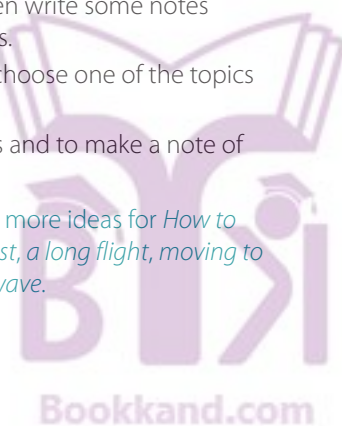 en write some notes
s.
choose one of the topics
s and to make a note of
more ideas for How to
st, a long flight, moving to
vave.
Bookkand.com